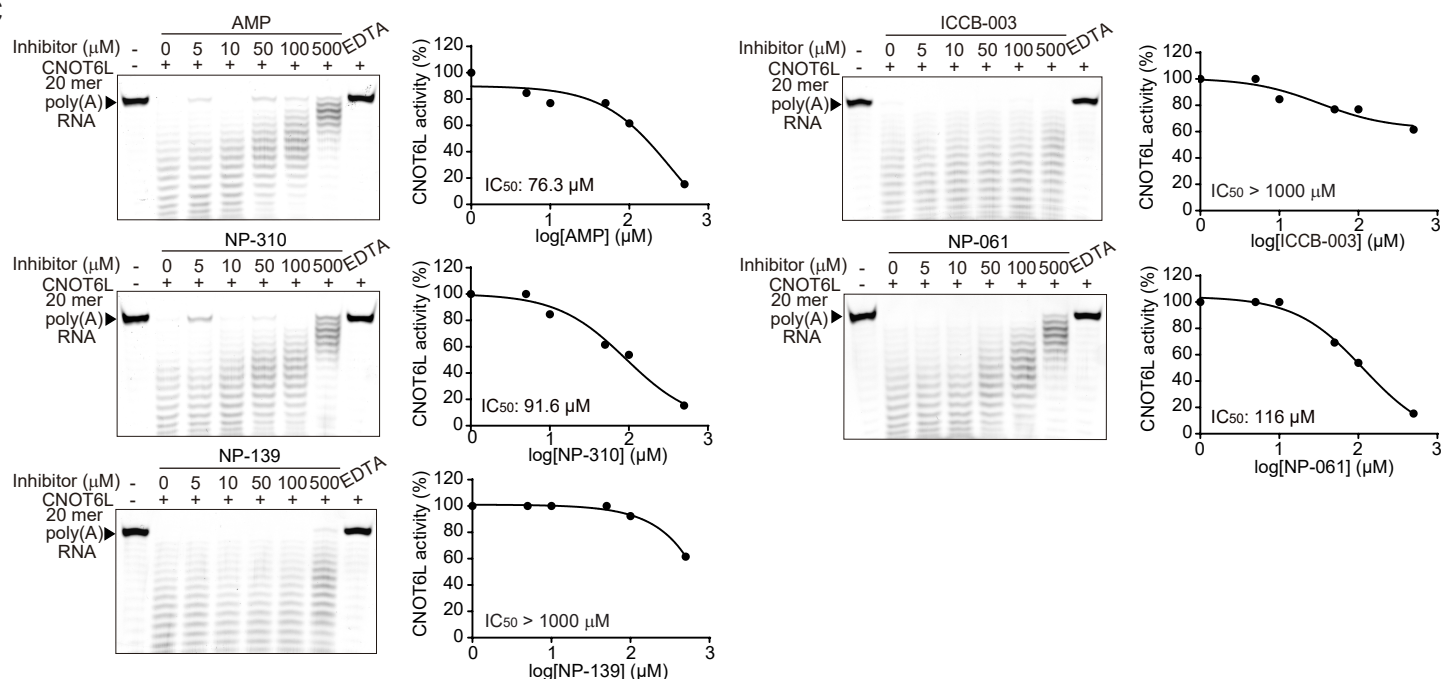 AMP
Inhibitor (µM) - 0 5 10 50 100 500 EDTA
CNOT6L - + + + + + + +
20 mer
poly(A)
RNA
CNOT6L activity (%)
120
100
80
60
40
20
0
IC50: 76.3 µM
0 1 2 3
log[AMP] (µM)
ICCB-003
Inhibitor (µM) - 0 5 10 50 100 500 EDTA
CNOT6L - + + + + + + +
20 mer
poly(A)
RNA
CNOT6L activity (%)
120
100
80
60
40
20
0
IC50 > 1000 µM
0 1 2 3
log[ICCB-003] (µM)
NP-310
Inhibitor (µM) - 0 5 10 50 100 500 EDTA
CNOT6L - + + + + + + +
20 mer
poly(A)
RNA
CNOT6L activity (%)
120
100
80
60
40
20
0
IC50: 91.6 µM
0 1 2 3
log[NP-310] (µM)
NP-061
Inhibitor (µM) - 0 5 10 50 100 500 EDTA
CNOT6L - + + + + + + +
20 mer
poly(A)
RNA
CNOT6L activity (%)
120
100
80
60
40
20
0
IC50: 116 µM
0 1 2 3
log[NP-061] (µM)
NP-139
Inhibitor (µM) - 0 5 10 50 100 500 EDTA
CNOT6L - + + + + + + +
20 mer
poly(A)
RNA
CNOT6L activity (%)
120
100
80
60
40
20
0
IC50 > 1000 µM
0 1 2 3
log[NP-139] (µM)